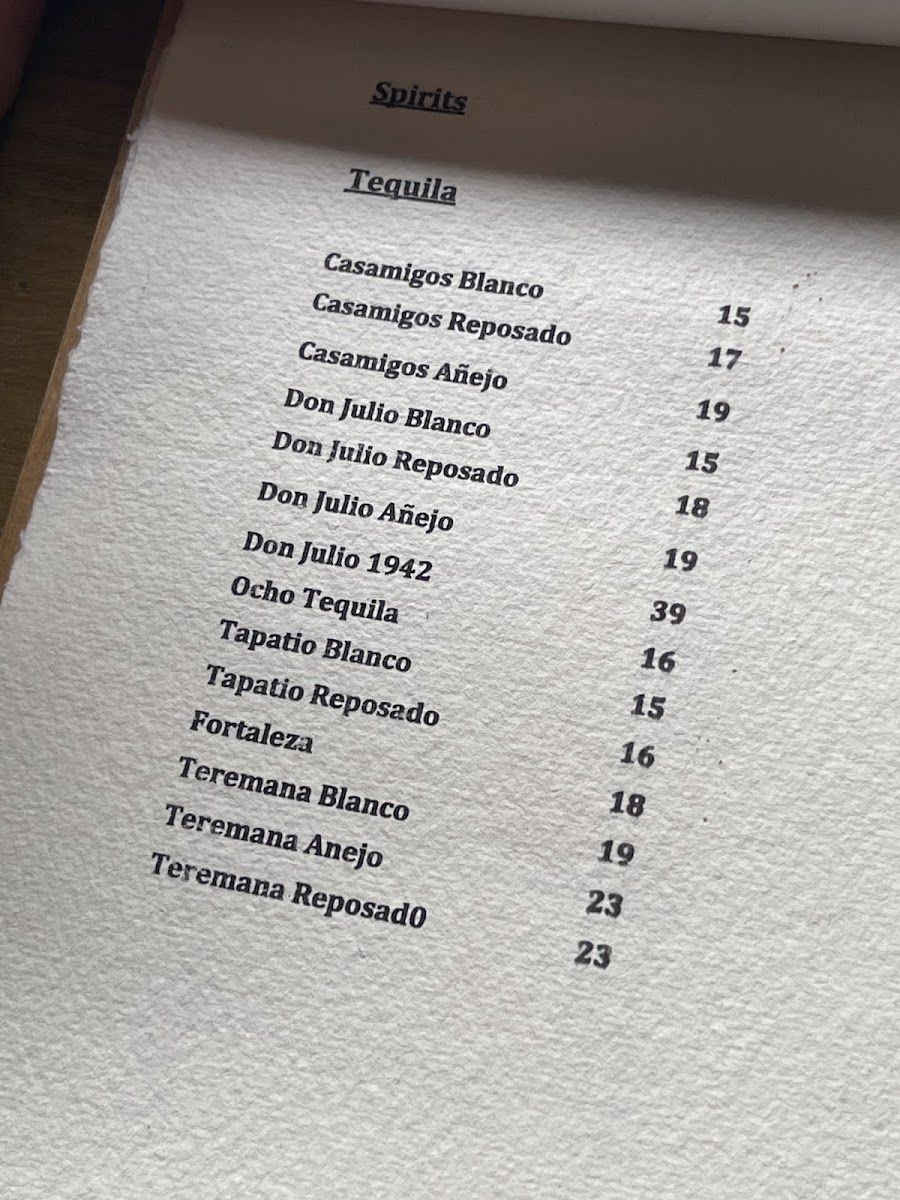 Spirits
Tequila
Casamigos Blanco 15
Casamigos Reposado 17
Casamigos Añejo 19
Don Julio Blanco 15
Don Julio Reposado 18
Don Julio Añejo 19
Don Julio 1942 39
Ocho Tequila 16
Tapatio Blanco 15
Tapatio Reposado 16
Fortaleza 18
Teremana Blanco 19
Teremana Anejo 23
Teremana Reposad0 23